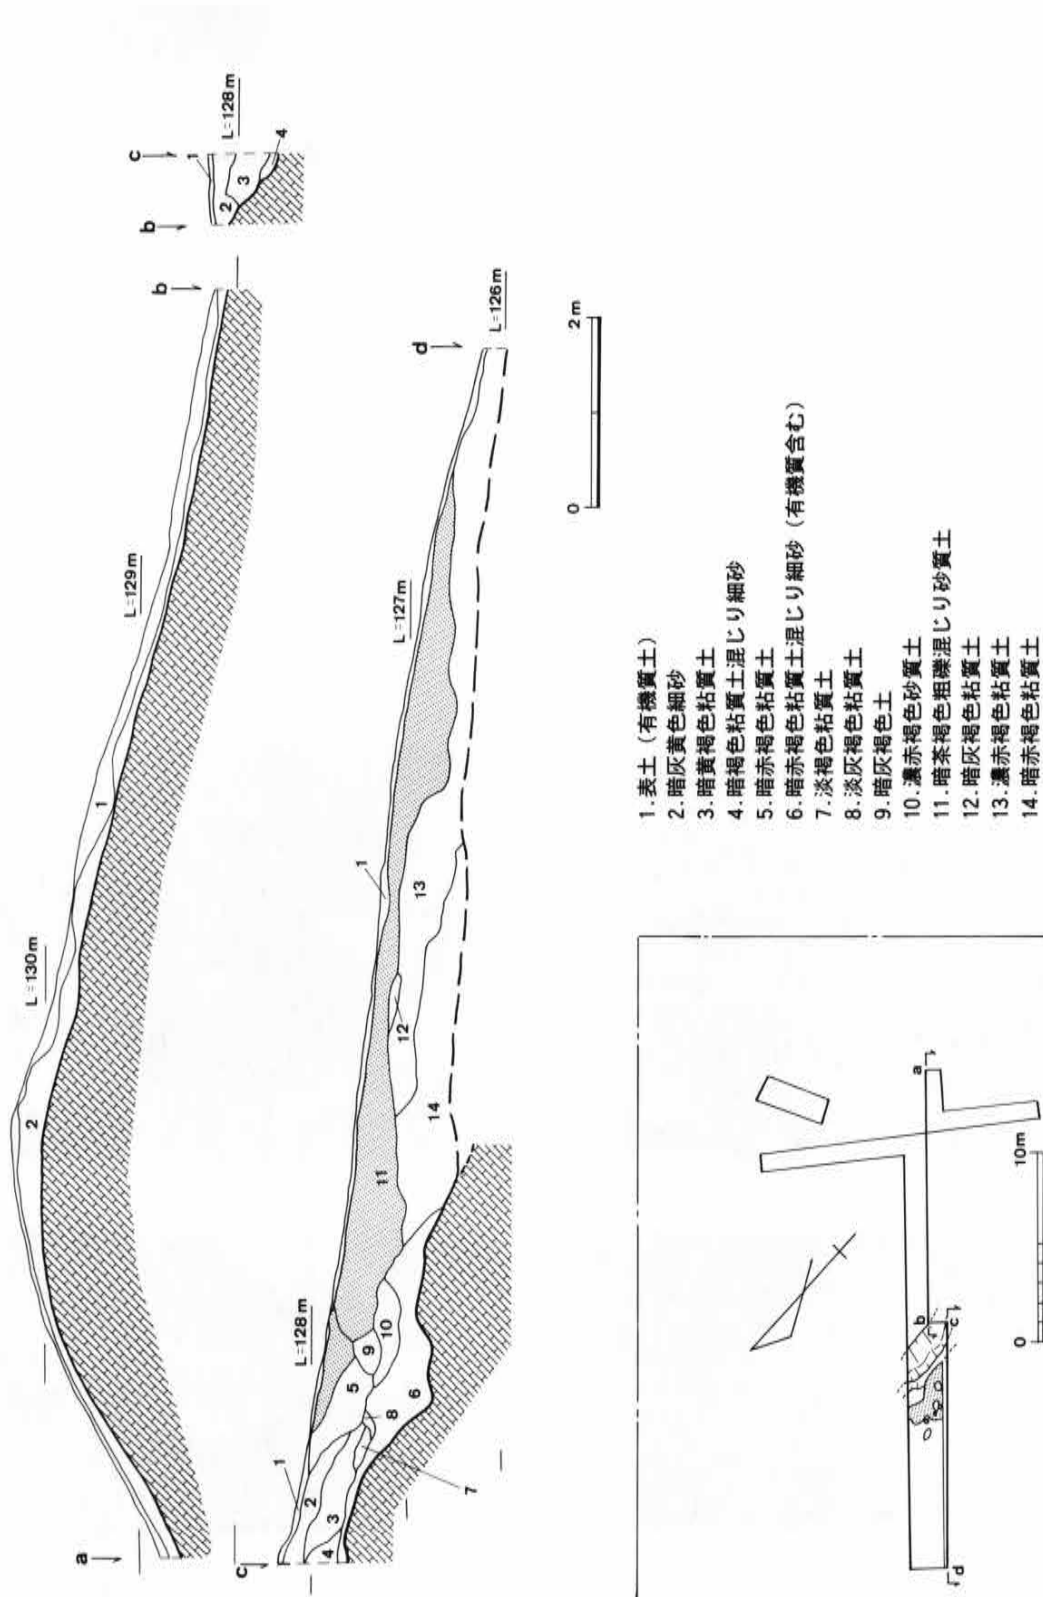 a
b
b
c
L=130m
L=129m
L=128m
2
1
1
2
3
4
c
d
L=128m
L=127m
L=126m
1
2
3
4
5
6
7
8
9
10
11
12
13
14
1
0
2m
1.表土(有機質土)
2.暗灰黄色細砂
3.暗黄褐色粘質土
4.暗褐色粘質土混じり細砂
5.暗赤褐色粘質土
6.暗赤褐色粘質土混じり細砂(有機質含む)
7.淡褐色粘質土
8.淡灰褐色粘質土
9.暗灰褐色土
10.濃赤褐色砂質土
11.暗茶褐色粗礫混じり砂質土
12.暗灰褐色粘質土
13.濃赤褐色粘質土
14.暗赤褐色粘質土
a
b
c
d
0
10m